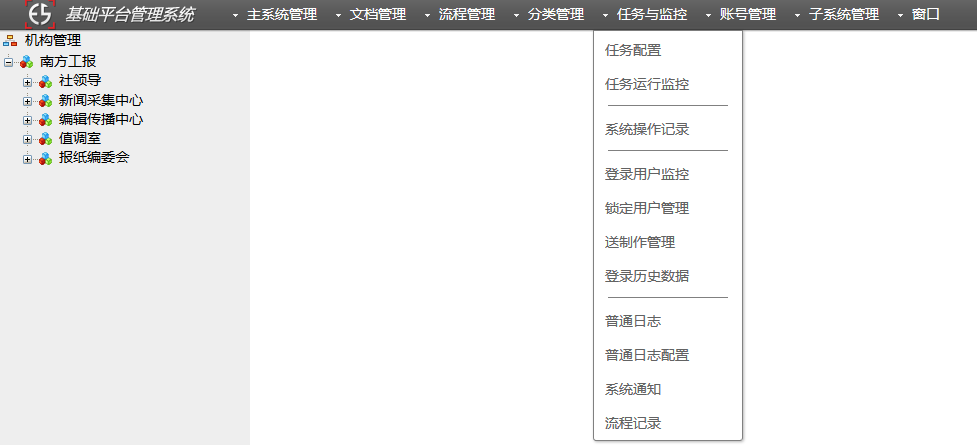 ES 基础平台管理系统 主系统管理 文档管理 流程管理 分类管理 任务与监控 账号管理 子系统管理 窗口
机构管理
南方工报
社领导
新闻采集中心
编辑传播中心
值调室
报纸编委会
任务配置
任务运行监控
系统操作记录
登录用户监控
锁定用户管理
送制作管理
登录历史数据
普通日志
普通日志配置
系统通知
流程记录